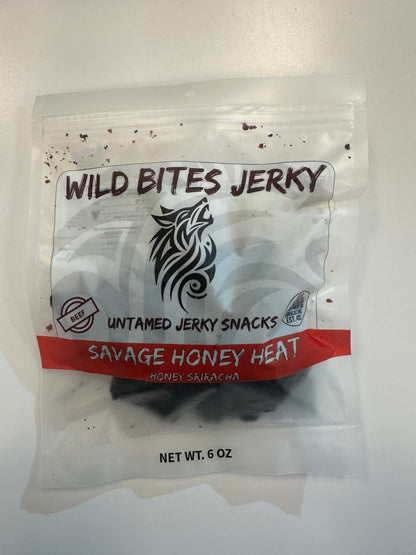 WILD BITES JERKY
BEEF
UNTAMED JERKY SNACKS
SAVAGE HONEY HEAT
HONEY SRIRACHA
NET WT. 6 OZ